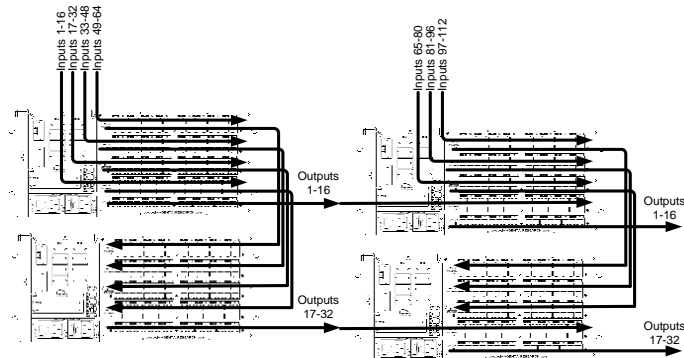 Inputs 1-16
Inputs 17-32
Inputs 33-48
Inputs 49-64
Inputs 65-80
Inputs 81-96
Inputs 97-112
Outputs
1-16
Outputs
1-16
Outputs
17-32
Outputs
17-32